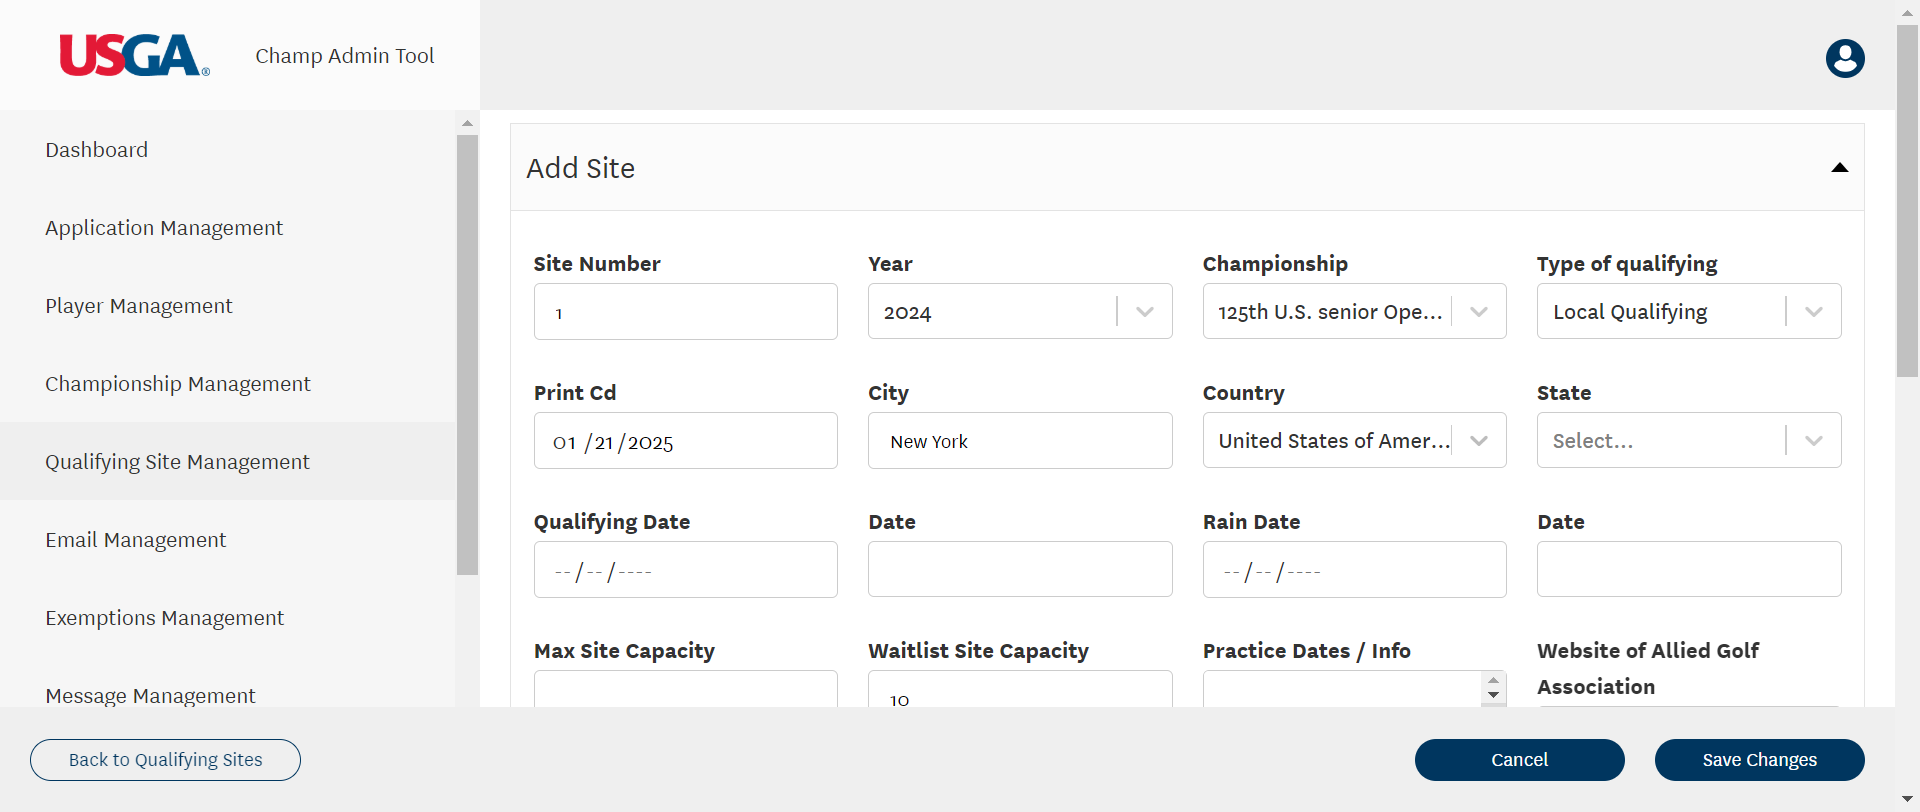 USGA®
Champ Admin Tool
Dashboard
Application Management
Player Management
Championship Management
Qualifying Site Management
Email Management
Exemptions Management
Message Management
Add Site
Site Number
Year
Championship
Type of qualifying
1
2024
125th U.S. senior Ope...
Local Qualifying
Print Cd
City
Country
State
01 /21 /2025
New York
United States of Amer...
Select...
Qualifying Date
Date
Rain Date
Date
-- /-- /----
-- /-- /----
Max Site Capacity
Waitlist Site Capacity
Practice Dates / Info
Website of Allied Golf
Association
10
Back to Qualifying Sites
Cancel
Save Changes